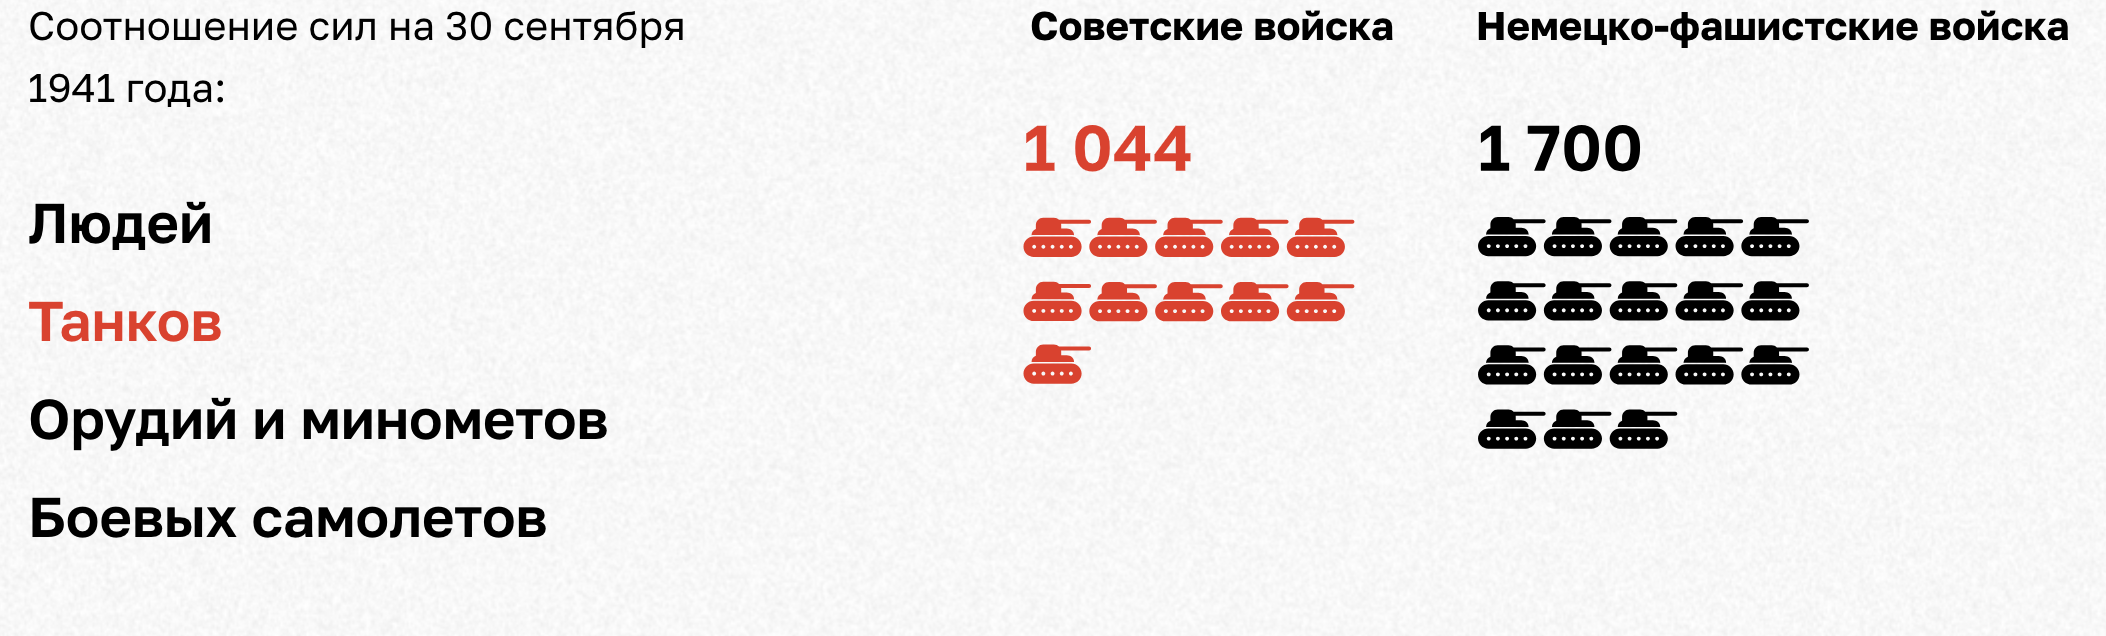 Соотношение сил на 30 сентября
1941 года:
Людей
Танков
Орудий и минометов
Боевых самолетов
Советские войска
1 044
Немецко-фашистские войска
1 700